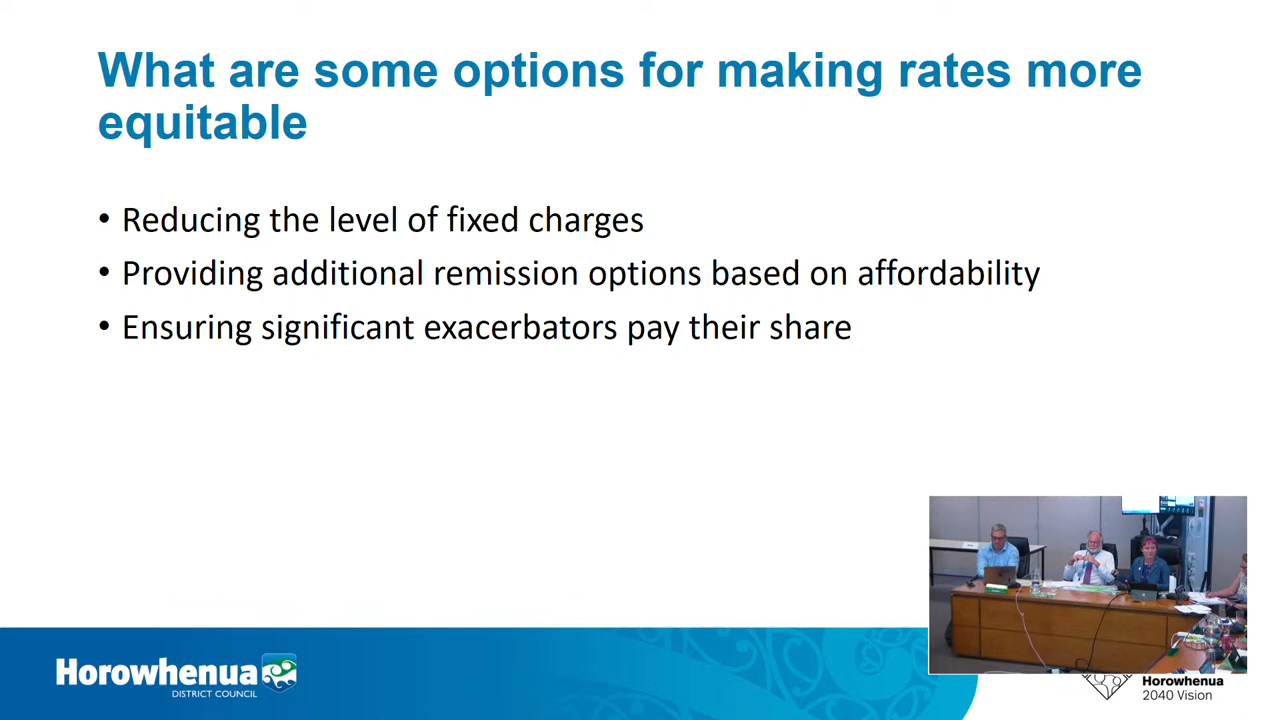 What are some options for making rates more
equitable
• Reducing the level of fixed charges
• Providing additional remission options based on affordability
• Ensuring significant exacerbators pay their share
Horowhenua
DISTRICT COUNCIL
Horowhenua
2040 Vision